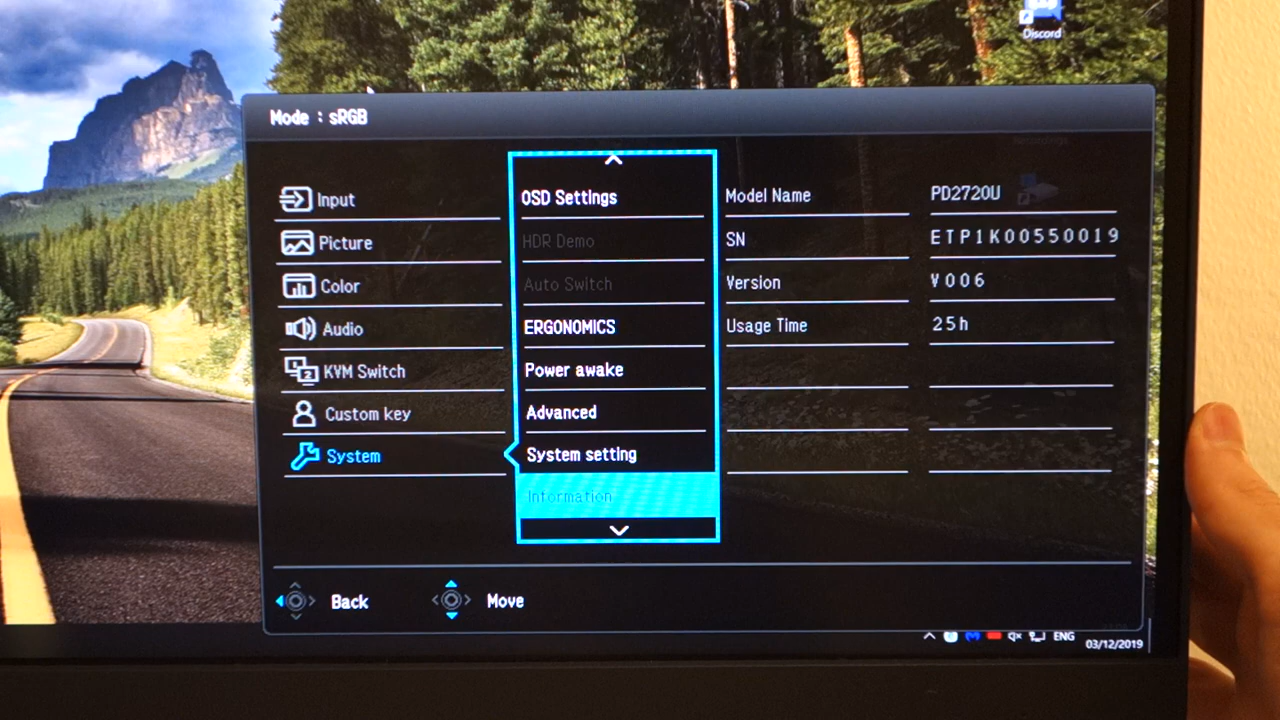 Discord
Mode : sRGB
Input
Picture
Color
Audio
KVM Switch
Custom key
System
OSD Settings
HDR Demo
Auto Switch
ERGONOMICS
Power awake
Advanced
System setting
Information
Model Name PD2720U
SN ETP1K00550019
Version V006
Usage Time 25h
Back Move
ENG
03/12/2019